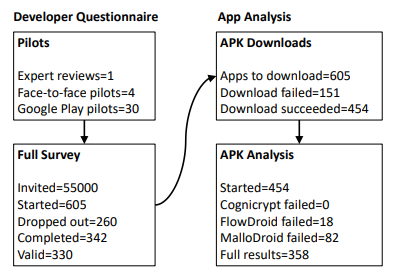 Developer Questionnaire
Pilots
Expert reviews=1
Face-to-face pilots=4
Google Play pilots=30
Full Survey
Invited=55000
Started=605
Dropped out=260
Completed=342
Valid=330
App Analysis
APK Downloads
Apps to download=605
Download failed=151
Download succeeded=454
APK Analysis
Started=454
Cognicrypt failed=0
FlowDroid failed=18
MalloDroid failed=82
Full results=358